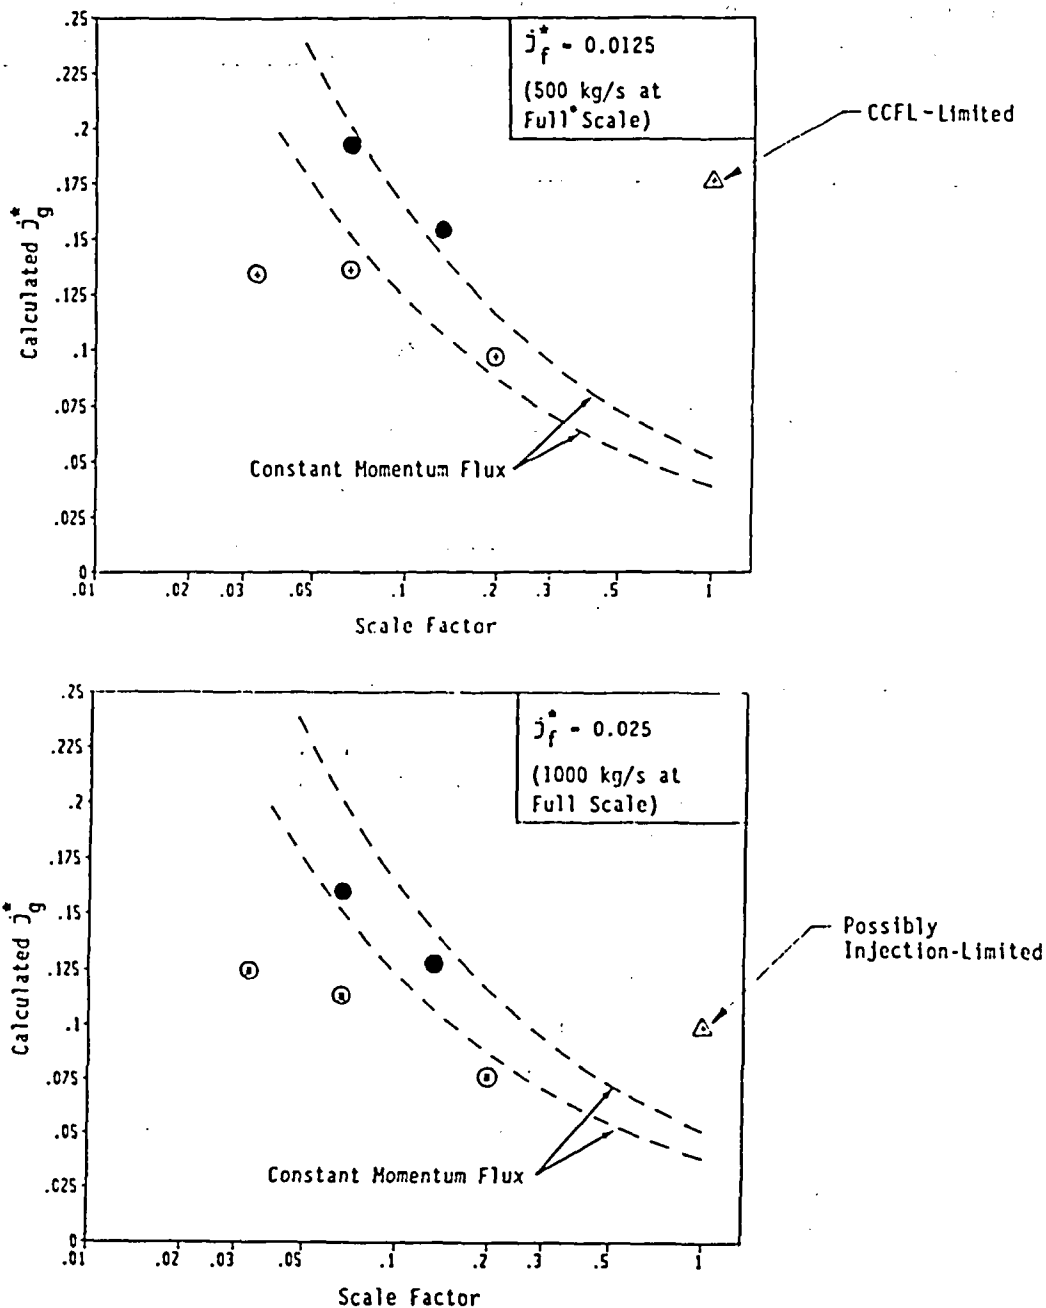 .25
.225
.2
.175
.15
.125
.1
.075
.05
.025
0
Calculated j*g
j*f - 0.0125
(500 kg/s at
Full Scale)
CCFL-Limited
Constant Momentum Flux
.01 .02 .03 .05 .1 .2 .3 .5 1
Scale Factor
.25
.225
.2
.175
.15
.125
.1
.075
.05
.025
0
Calculated j*g
j*f - 0.025
(1000 kg/s at
Full Scale)
Possibly
Injection-Limited
Constant Momentum Flux
.01 .02 .03 .05 .1 .2 .3 .5 1
Scale Factor